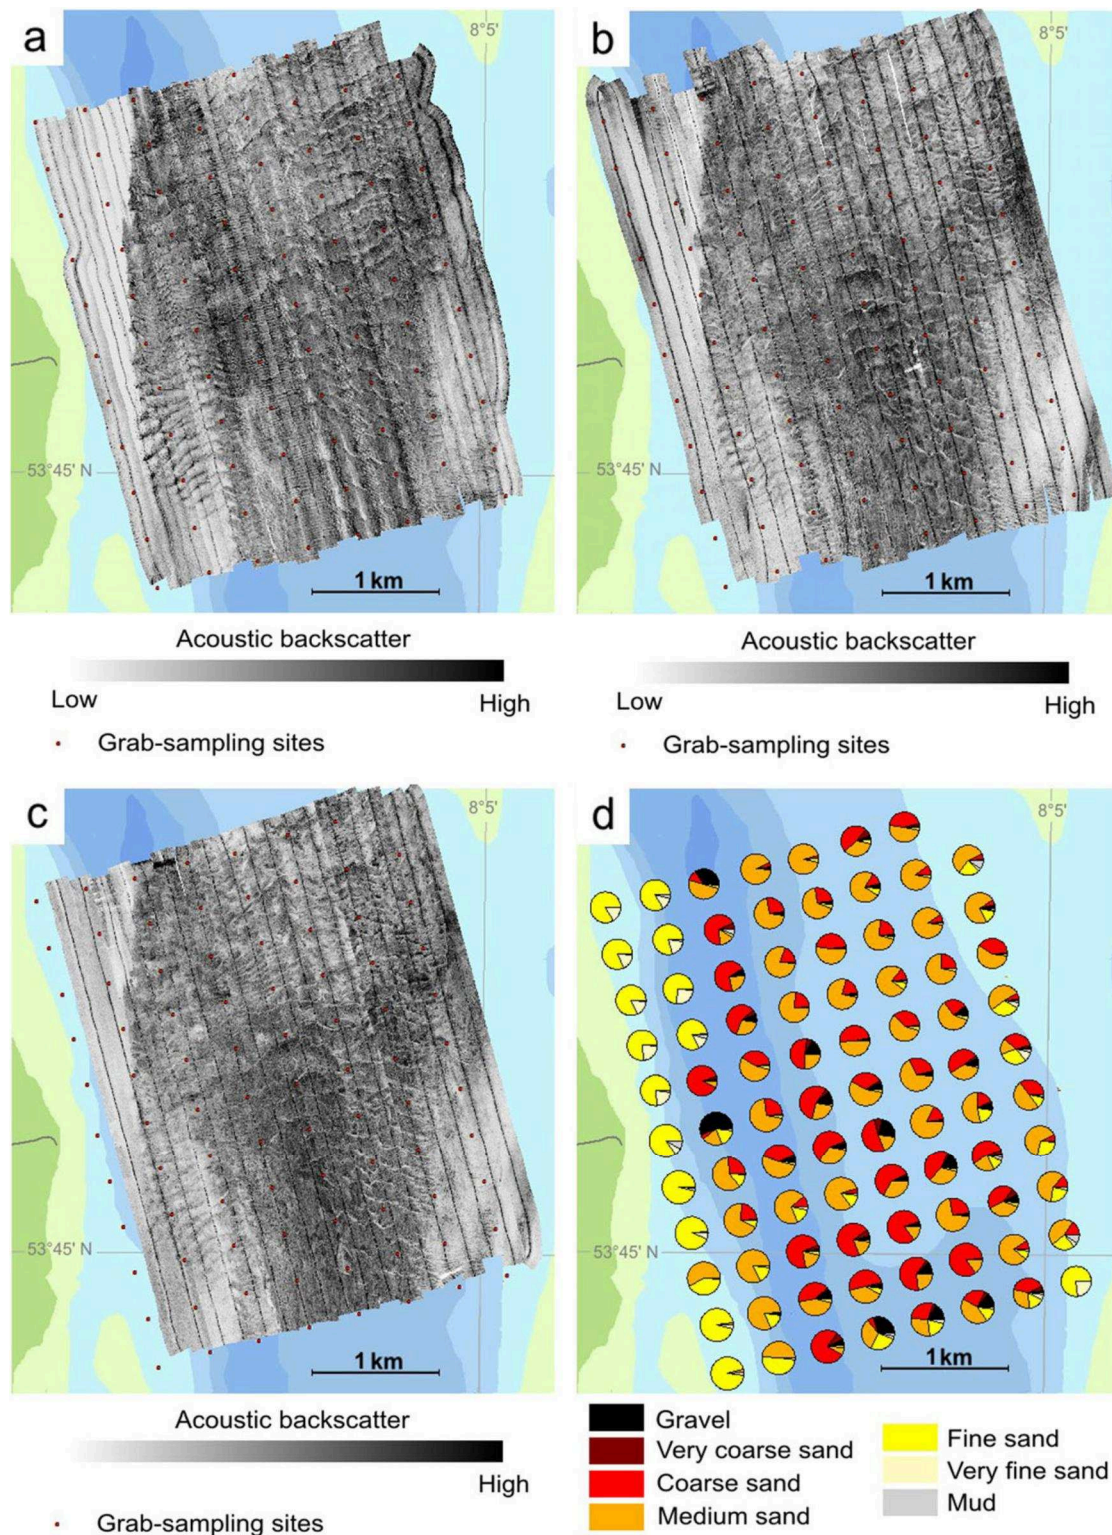 a
8°5'
53°45' N
1 km
Acoustic backscatter
Low
High
Grab-sampling sites
b
8°5'
53°45' N
1 km
Acoustic backscatter
Low
High
Grab-sampling sites
c
8°5'
53°45' N
1 km
Acoustic backscatter
High
Grab-sampling sites
d
8°5'
53°45' N
1 km
Gravel
Very coarse sand
Coarse sand
Medium sand
Fine sand
Very fine sand
Mud